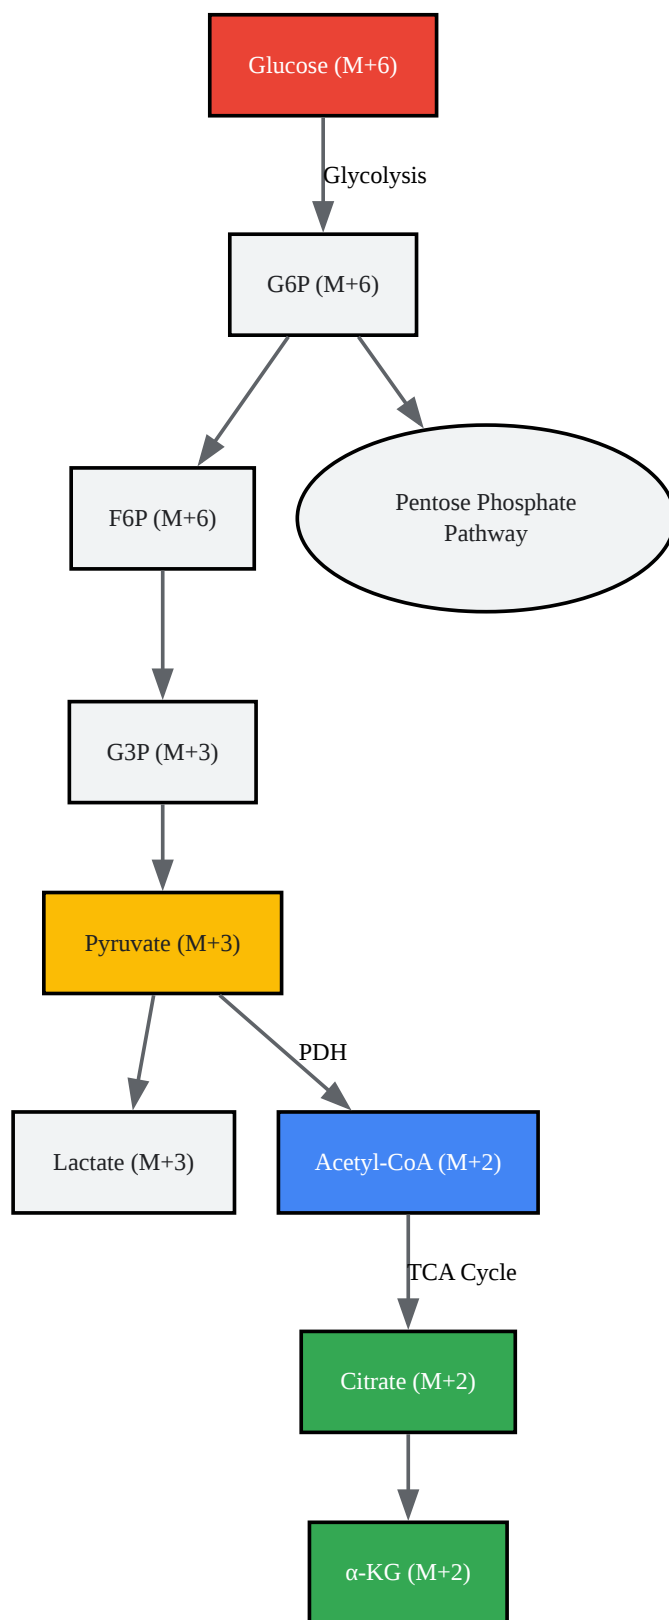 Glucose (M+6)
Glycolysis
G6P (M+6)
F6P (M+6)
Pentose Phosphate
Pathway
G3P (M+3)
Pyruvate (M+3)
PDH
Lactate (M+3)
Acetyl-CoA (M+2)
TCA Cycle
Citrate (M+2)
α-KG (M+2)